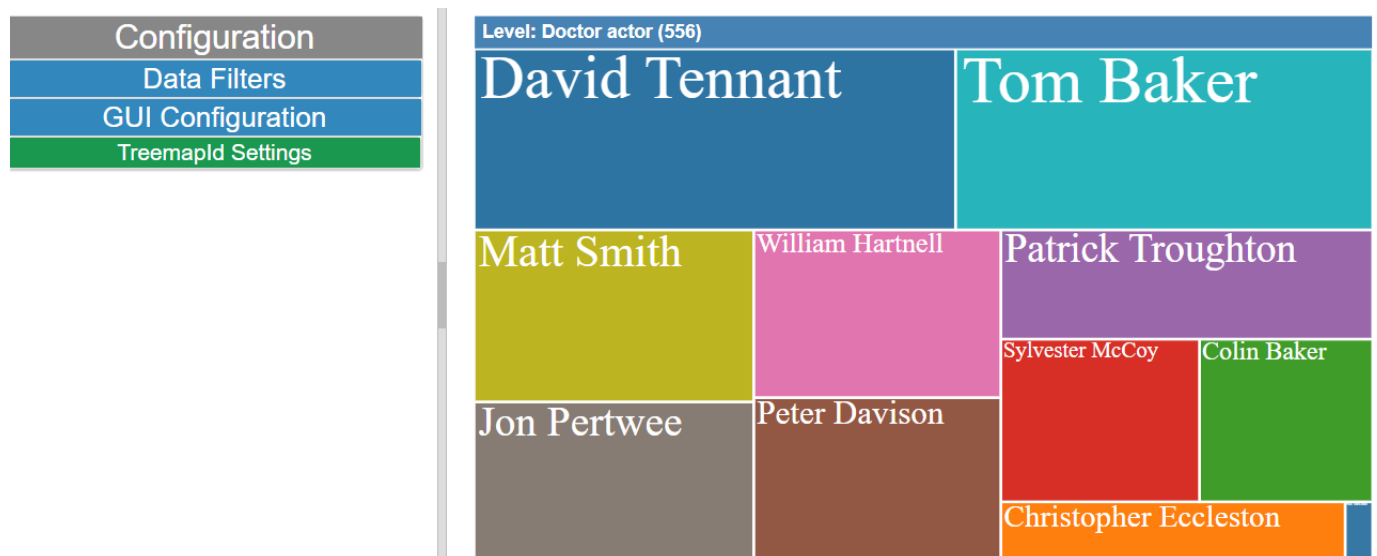 Configuration
Data Filters
GUI Configuration
TreemapId Settings
Level: Doctor actor (556)
David Tennant
Tom Baker
Matt Smith
William Hartnell
Patrick Troughton
Sylvester McCoy
Colin Baker
Jon Pertwee
Peter Davison
Christopher Eccleston